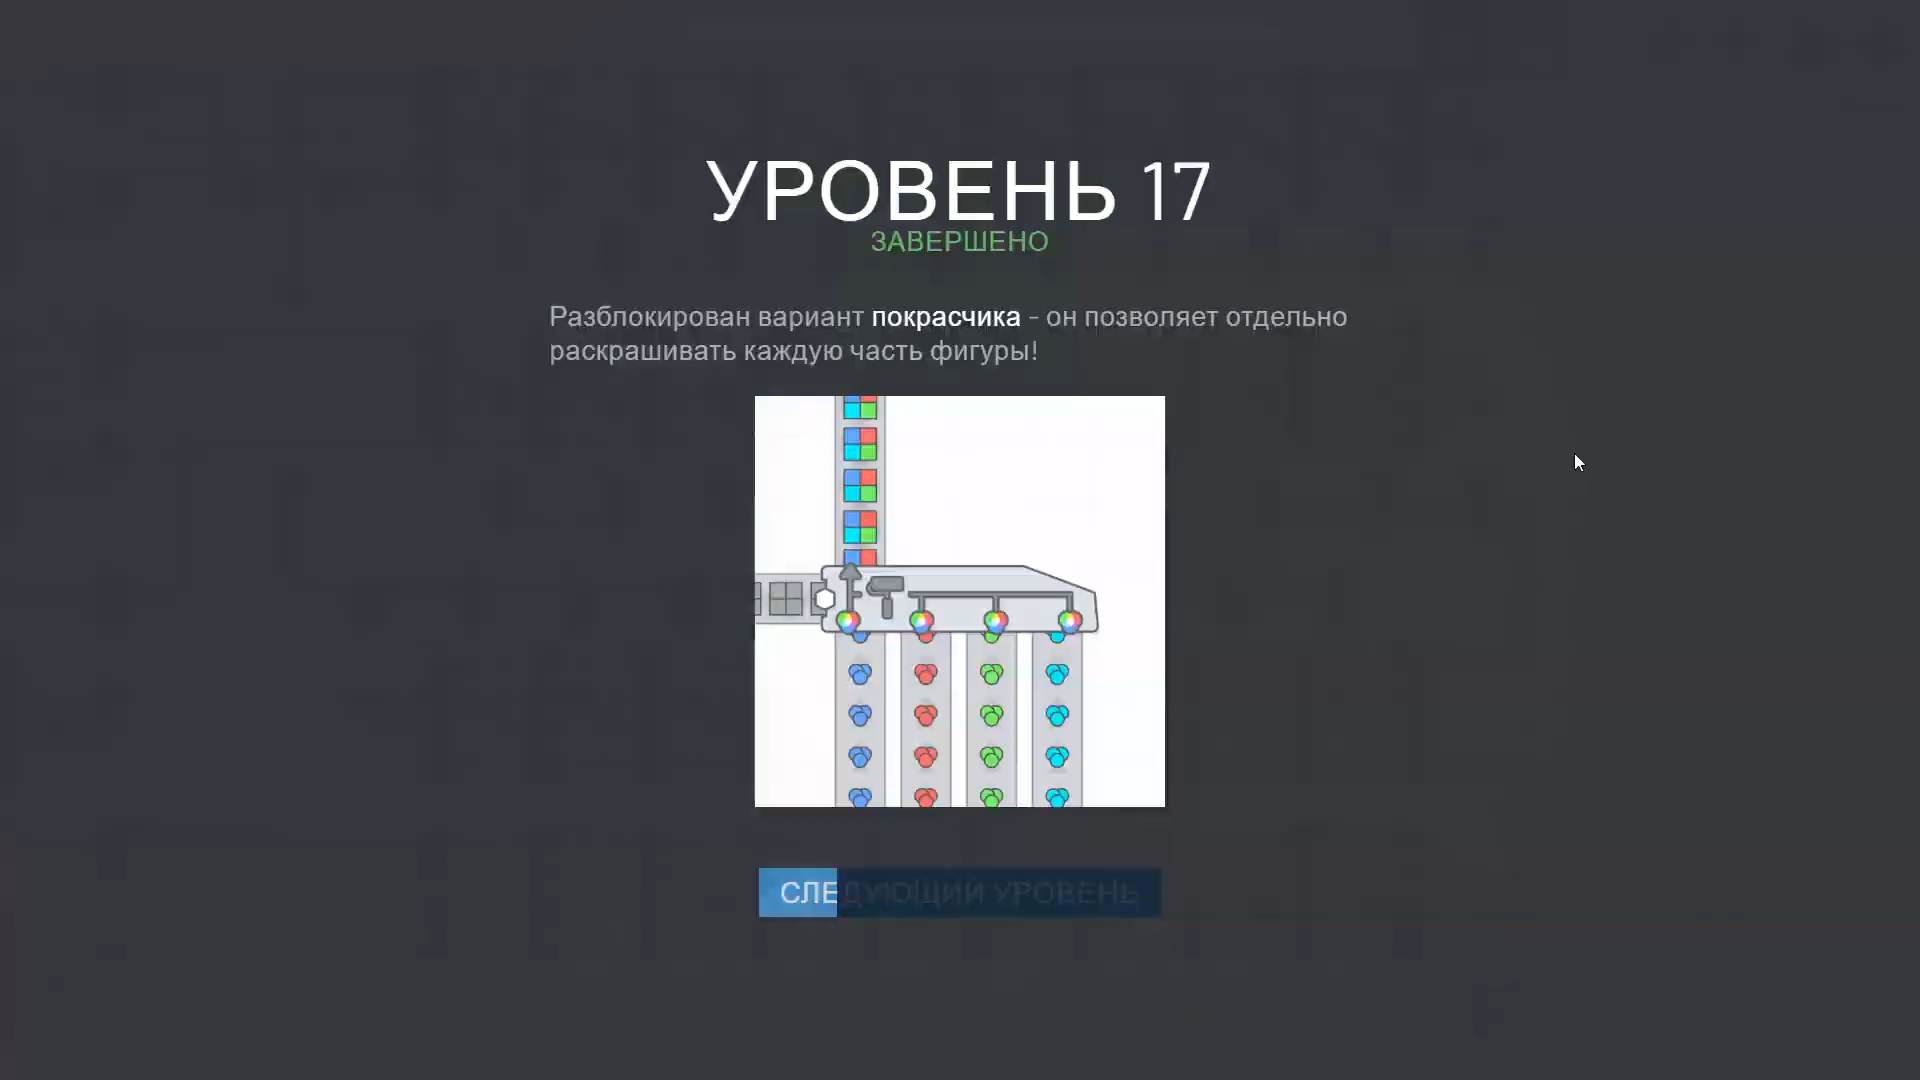 УРОВЕНЬ 17
ЗАВЕРШЕНО
Разблокирован вариант покрасчика - он позволяет отдельно
раскрашивать каждую часть фигуры!
СЛЕДУЮЩИЙ УРОВЕНЬ